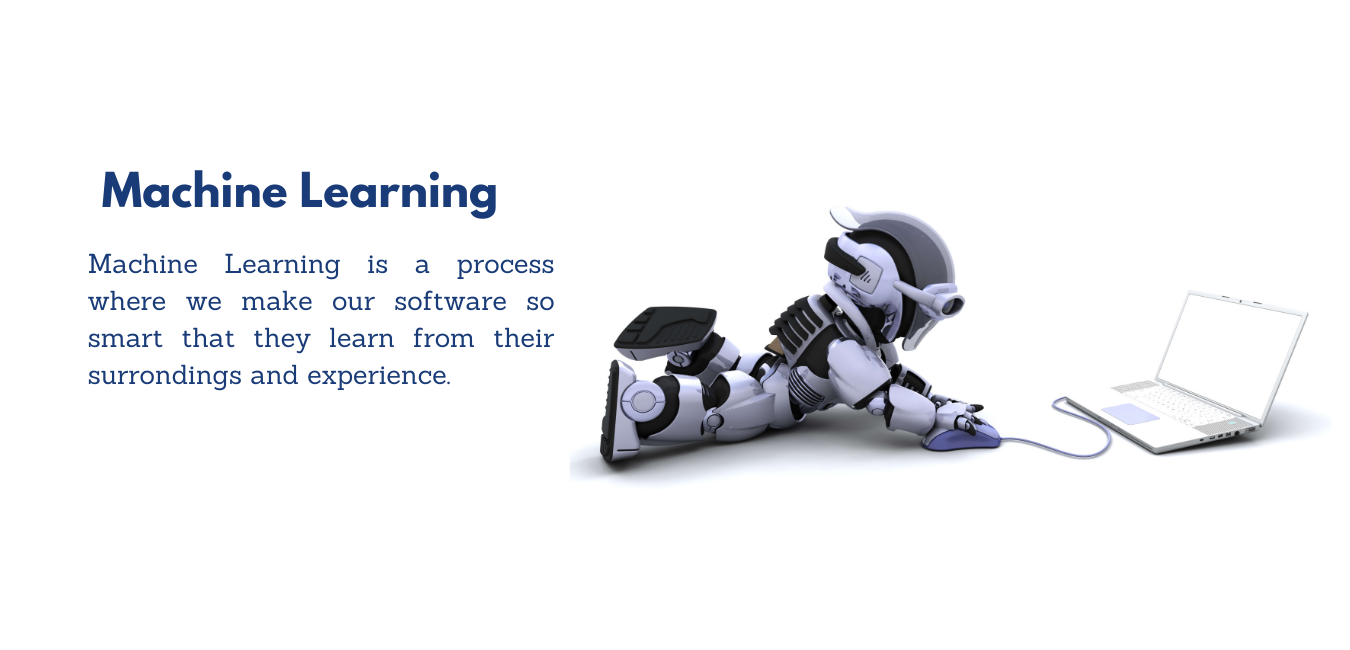 Machine Learning
Machine Learning is a process
where we make our software so
smart that they learn from their
surrondings and experience.